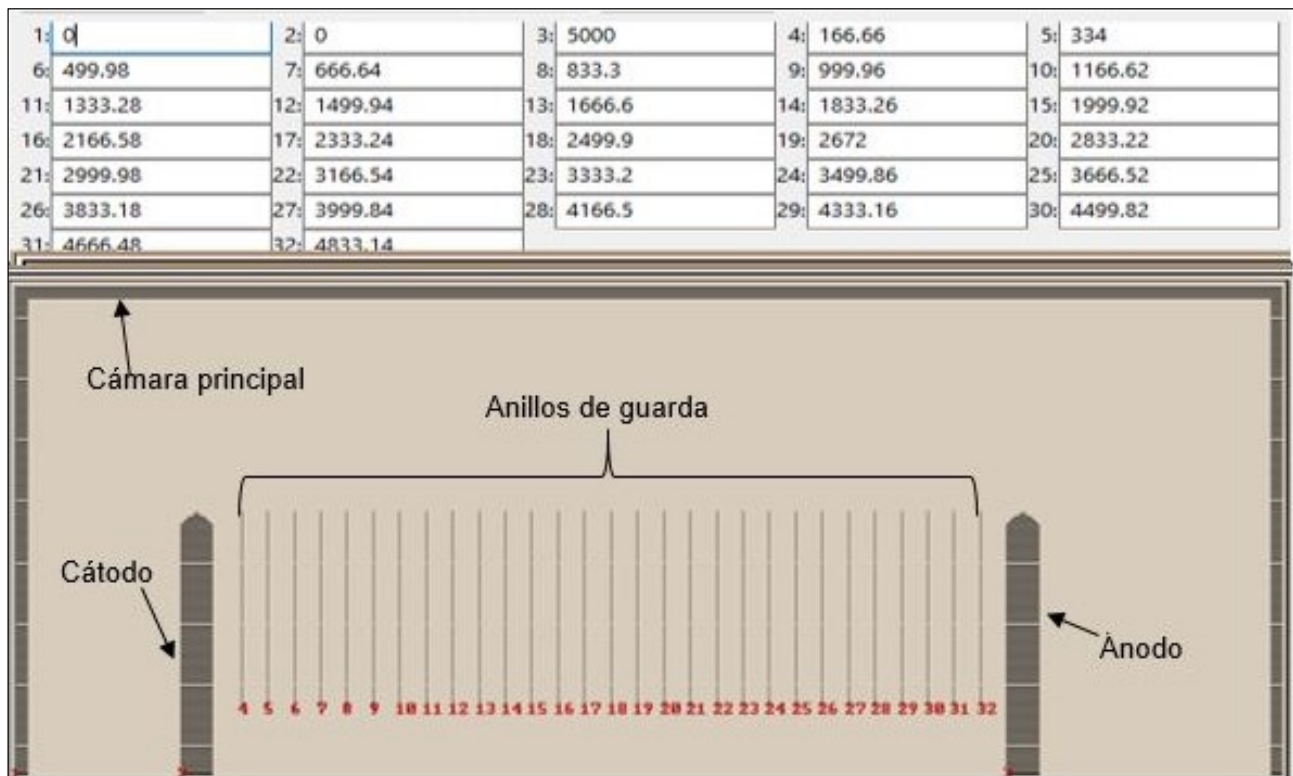 1: 0 2: 0 3: 5000 4: 166.66 5: 334
6: 499.98 7: 666.64 8: 833.3 9: 999.96 10: 1166.62
11: 1333.28 12: 1499.94 13: 1666.6 14: 1833.26 15: 1999.92
16: 2166.58 17: 2333.24 18: 2499.9 19: 2672 20: 2833.22
21: 2999.98 22: 3166.54 23: 3333.2 24: 3499.86 25: 3666.52
26: 3833.18 27: 3999.84 28: 4166.5 29: 4333.16 30: 4499.82
31: 4666.48 32: 4833.14
Cámara principal
Anillos de guarda
Cátodo
Ànodo
4 5 6 7 8 9 10 11 12 13 14 15 16 17 18 19 20 21 22 23 24 25 26 27 28 29 30 31 32